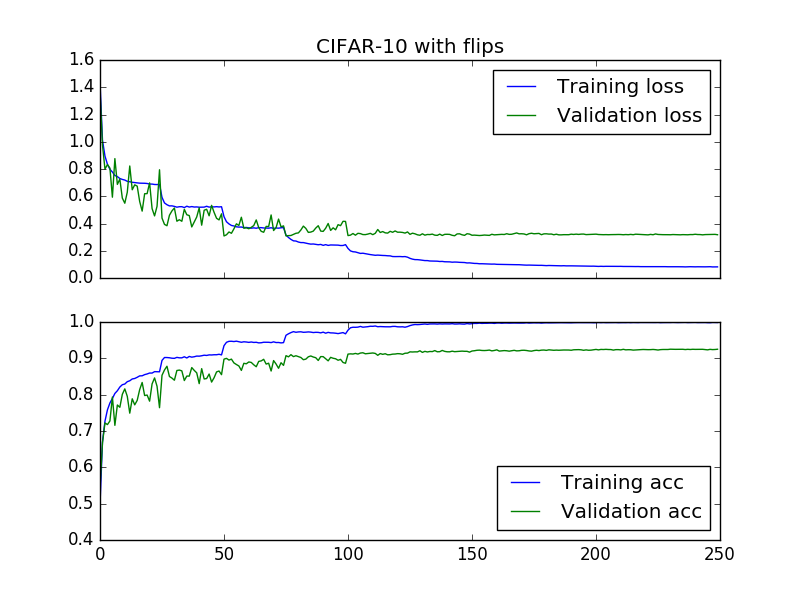 CIFAR-10 with flips
1.6
1.4
1.2
1.0
0.8
0.6
0.4
0.2
0.0
Training loss
Validation loss
1.0
0.9
0.8
0.7
0.6
0.5
0.4
Training acc
Validation acc
0 50 100 150 200 250